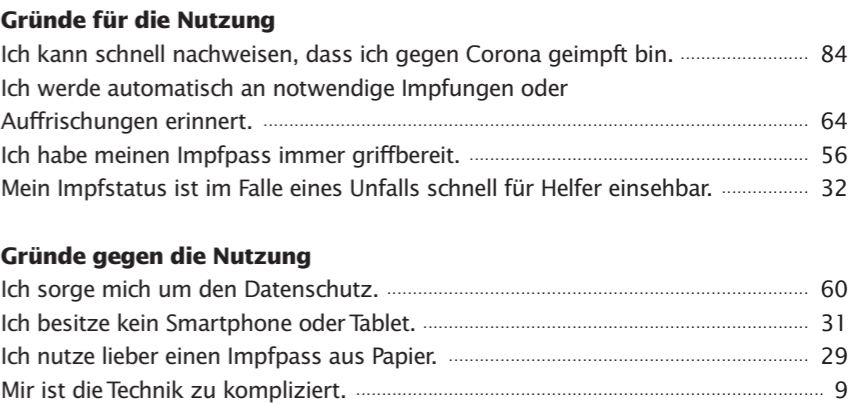 Gründe für die Nutzung
Ich kann schnell nachweisen, dass ich gegen Corona geimpft bin. 84
Ich werde automatisch an notwendige Impfungen oder
Auffrischungen erinnert. 64
Ich habe meinen Impfpass immer griffbereit. 56
Mein Impfstatus ist im Falle eines Unfalls schnell für Helfer einsehbar. 32
Gründe gegen die Nutzung
Ich sorge mich um den Datenschutz. 60
Ich besitze kein Smartphone oder Tablet. 31
Ich nutze lieber einen Impfpass aus Papier. 29
Mir ist die Technik zu kompliziert. 9